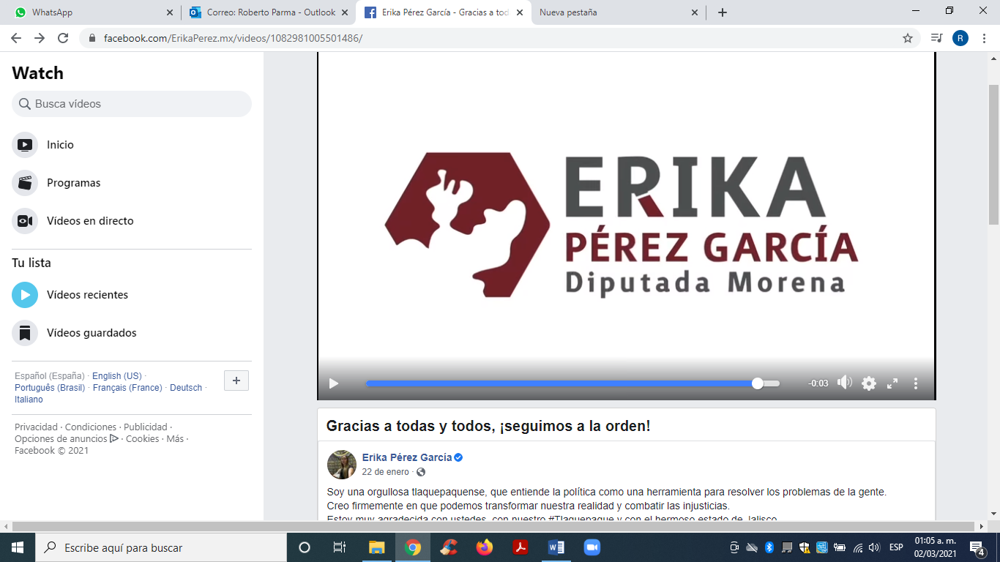 WhatsApp
Correo: Roberto Parma - Outlook
Erika Pérez García - Gracias a tod
Nueva pestaña
facebook.com/ErikaPerez.mx/videos/1082981005501486/
R
Watch
Busca vídeos
Inicio
Programas
Vídeos en directo
Tu lista
Vídeos recientes
Vídeos guardados
Español (España) · English (US) ·
Português (Brasil) · Français (France) · Deutsch ·
Italiano
Privacidad · Condiciones · Publicidad ·
Opciones de anuncios · Cookies · Más ·
Facebook © 2021
ERIKA
PÉREZ GARCÍA
Diputada Morena
-0:03
Gracias a todas y todos, ¡seguimos a la orden!
Erika Pérez García
22 de enero ·
Soy una orgullosa tlaquepaquense, que entiende la política como una herramienta para resolver los problemas de la gente.
Creo firmemente en que podemos transformar nuestra realidad y combatir las injusticias.
Estoy muy agradecida con ustedes, con nuestro #Tlaquepaque y con el hermoso estado de Jalisco
Escribe aquí para buscar
ESP
01:05 a. m.
02/03/2021
4